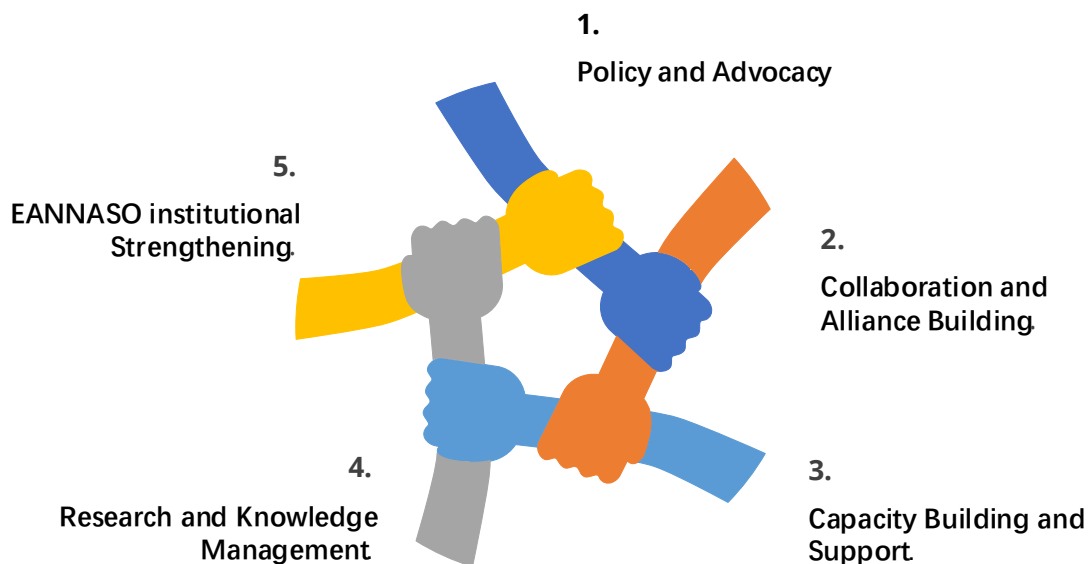 1.
Policy and Advocacy
2.
Collaboration and
Alliance Building.
3.
Capacity Building and
Support.
4.
Research and Knowledge
Management.
5.
EANNASO institutional
Strengthening.